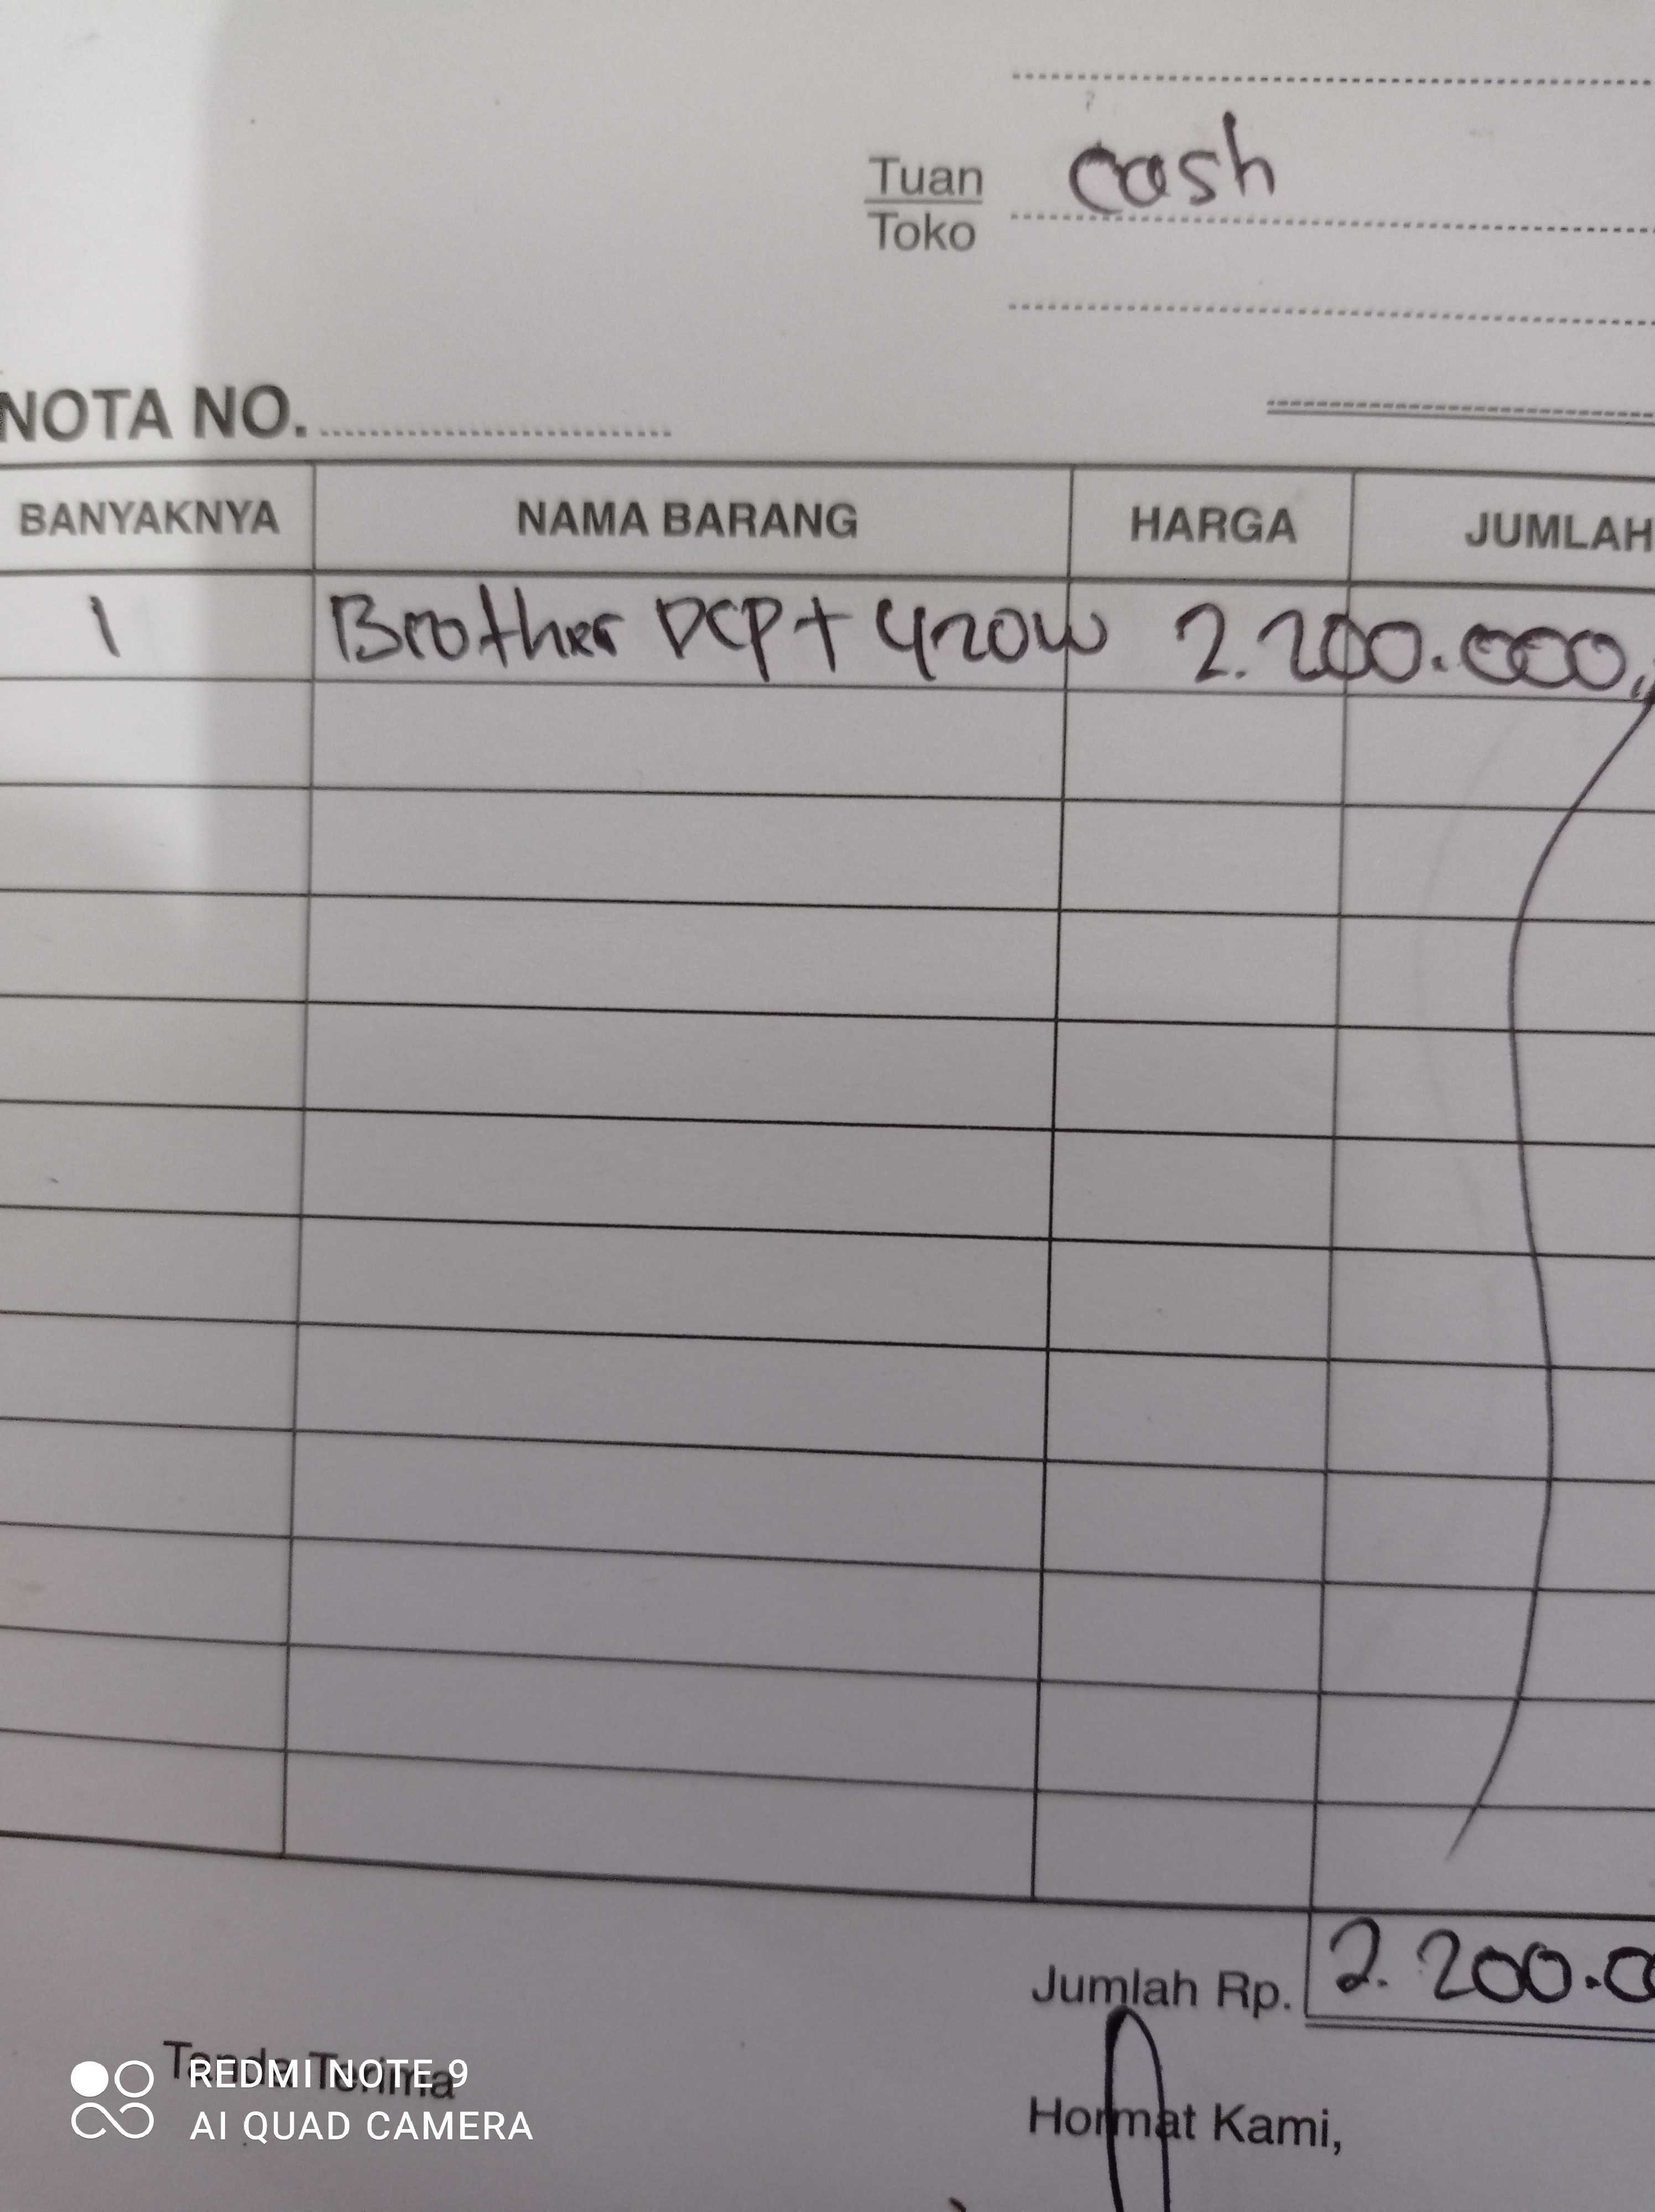 Tuan cash
Toko
NOTA NO.
BANYAKNYA NAMA BARANG HARGA JUMLAH
1 Brother DCP T 420W 2.200.000,
Jumlah Rp. 2.200.0
Tanda Terima
Hormat Kami,
REDMI NOTE 9
AI QUAD CAMERA